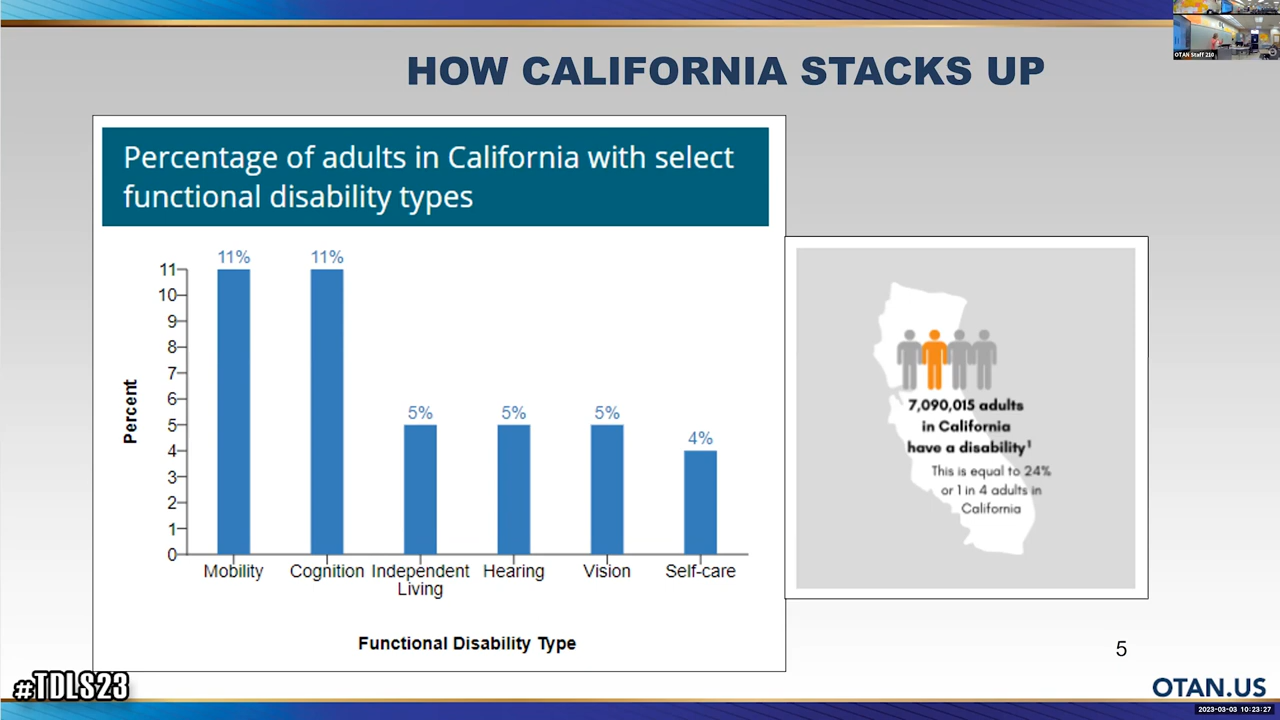 OTAN Staff 210
HOW CALIFORNIA STACKS UP
Percentage of adults in California with select
functional disability types
Percent
11
10
9
8
7
6
5
4
3
2
1
0
11%
11%
5%
5%
5%
4%
Mobility
Cognition
Independent
Living
Hearing
Vision
Self-care
Functional Disability Type
7,090,015 adults
in California
have a disability¹
This is equal to 24%
or 1 in 4 adults in
California
5
#TDLS23
OTAN.US
2023-03-03 10:23:27